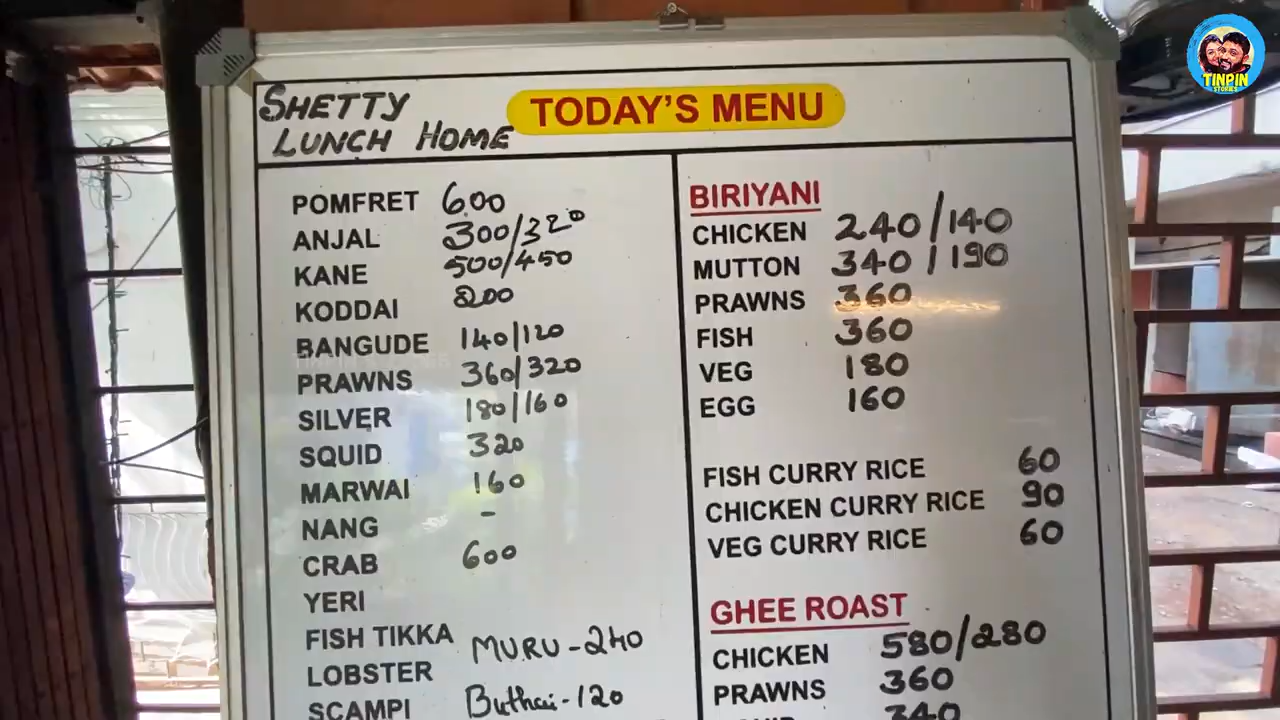 SHETTY
LUNCH HOME
TODAY'S MENU
POMFRET 600
ANJAL 300/320
KANE 500/450
KODDAI 200
BANGUDE 140/120
PRAWNS 360/320
SILVER 180/160
SQUID 320
MARWAI 160
NANG -
CRAB 600
YERI
FISH TIKKA
MURU-240
LOBSTER
SCAMPI Buthai-120
BIRIYANI
CHICKEN 240/140
MUTTON 340/190
PRAWNS 360
FISH 360
VEG 180
EGG 160
FISH CURRY RICE 60
CHICKEN CURRY RICE 90
VEG CURRY RICE 60
GHEE ROAST
CHICKEN 580/280
PRAWNS 360
340
TINPIN
STORIES